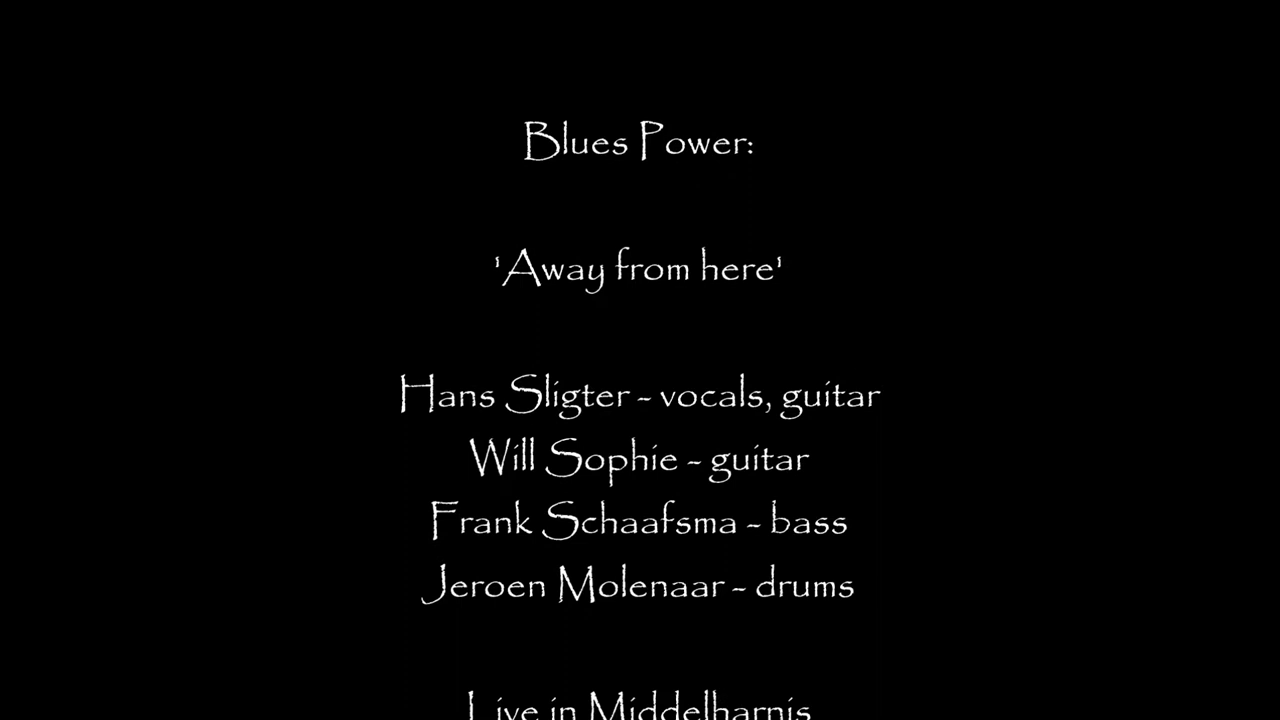 Blues Power:
'Away from here'
Hans Sligter - vocals, guitar
Will Sophie - guitar
Frank Schaafsma - bass
Jeroen Molenaar - drums
Live in Middelharnis